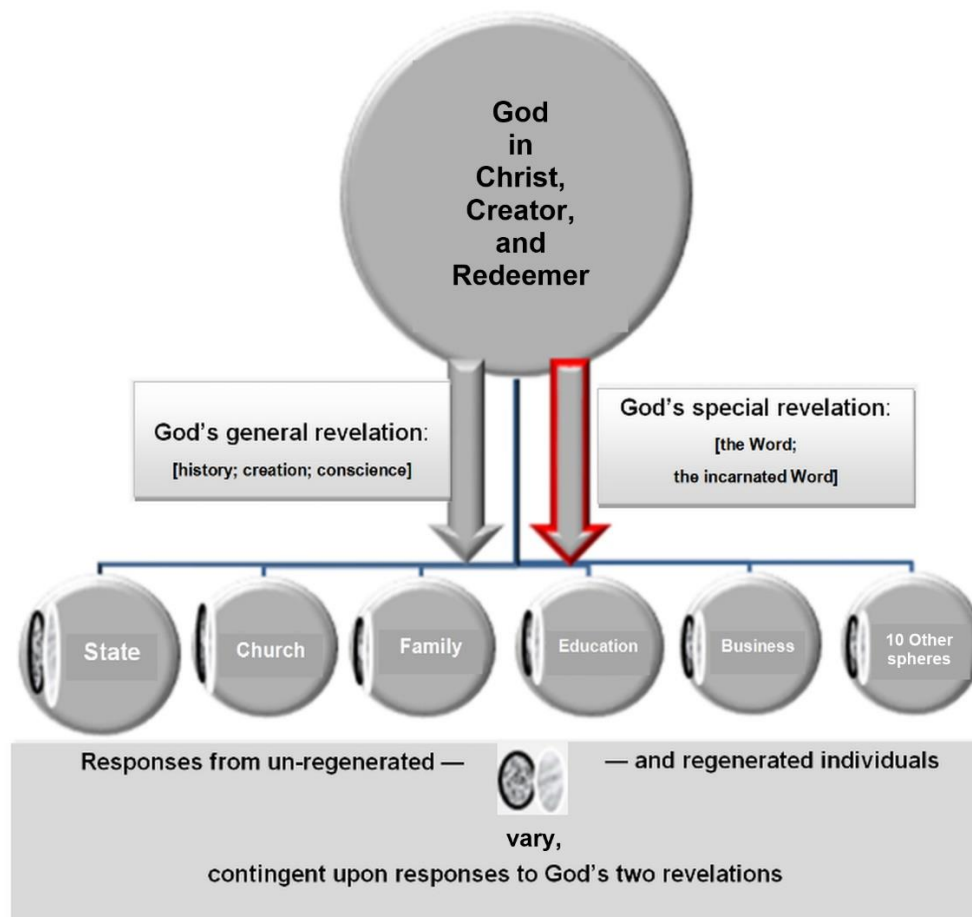 God
in
Christ,
Creator,
and
Redeemer
God's general revelation:
[history; creation; conscience]
God's special revelation:
[the Word;
the incarnated Word]
State
Church
Family
Education
Business
10 Other
spheres
Responses from un-regenerated —
— and regenerated individuals
vary,
contingent upon responses to God's two revelations